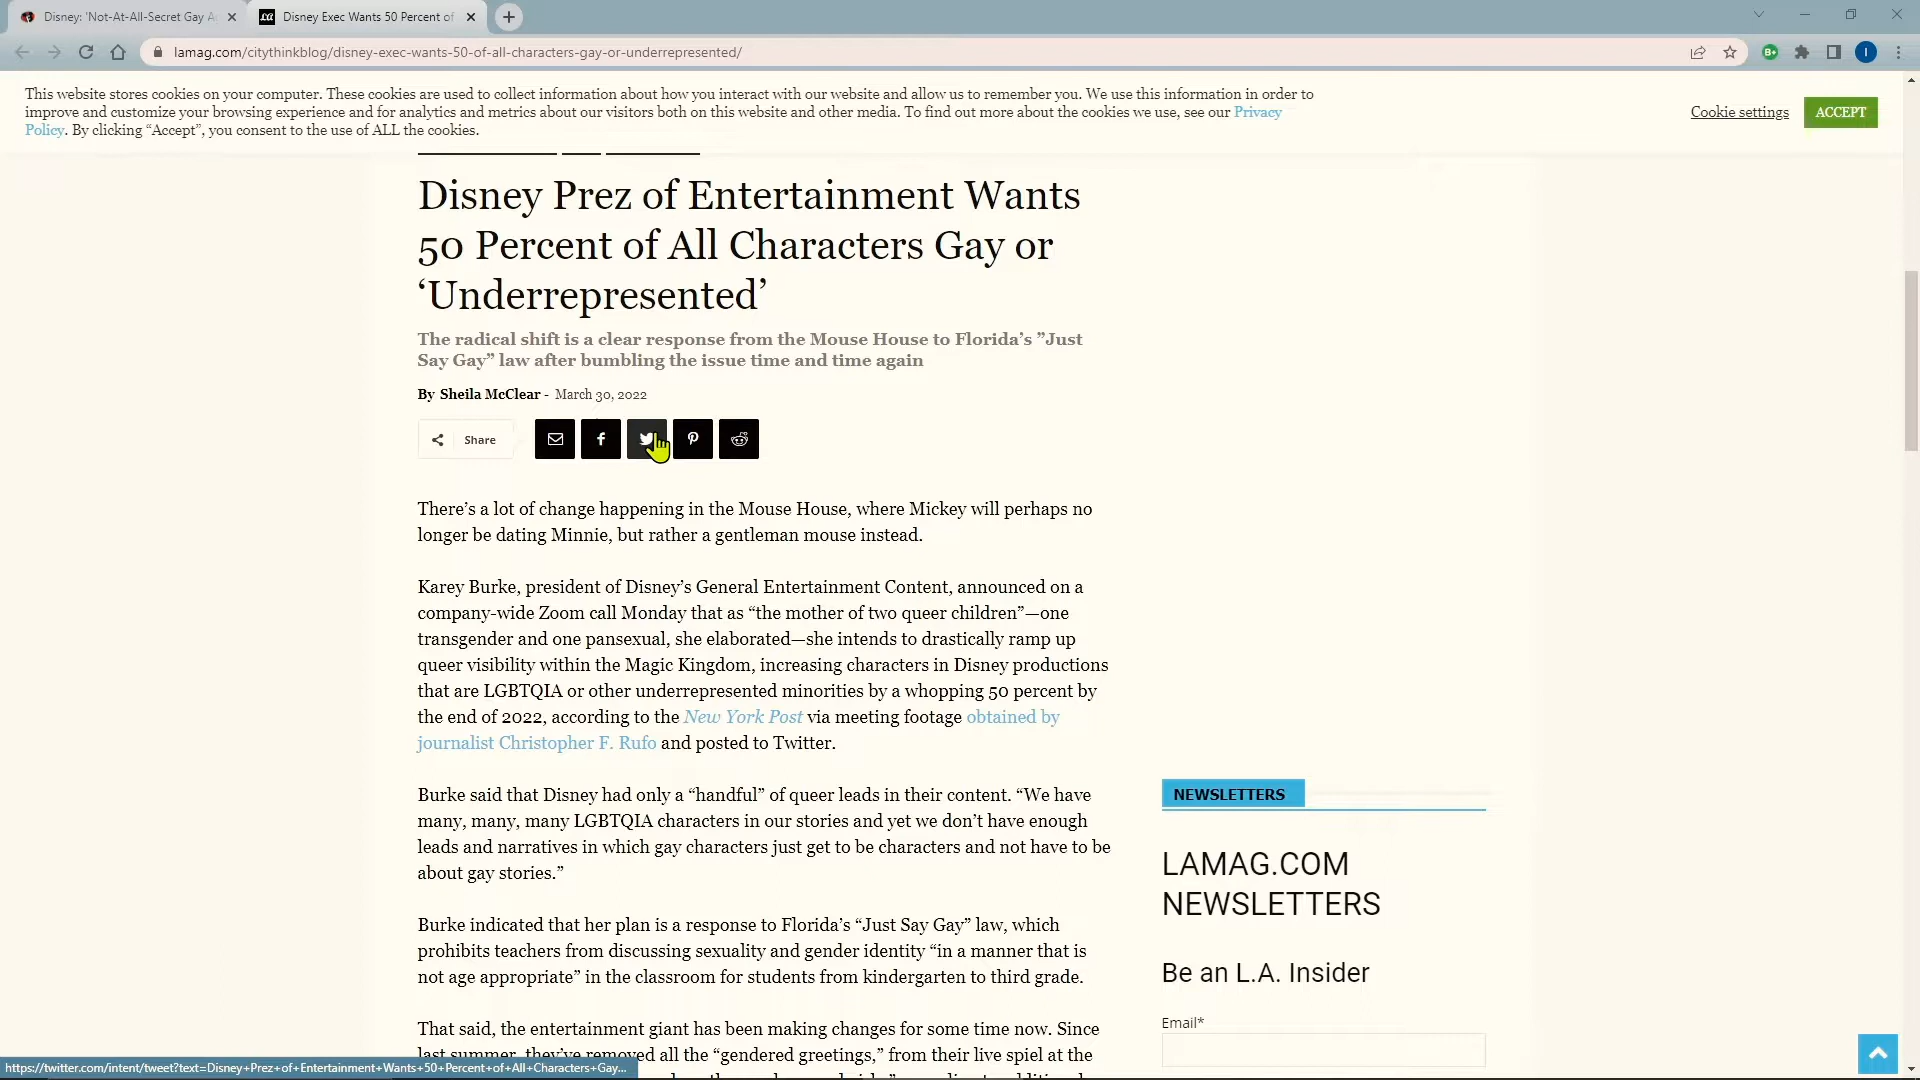 Disney: 'Not-At-All-Secret Gay A
Disney Exec Wants 50 Percent of
lamag.com/citythinkblog/disney-exec-wants-50-of-all-characters-gay-or-underrepresented/
This website stores cookies on your computer. These cookies are used to collect information about how you interact with our website and allow us to remember you. We use this information in order to
improve and customize your browsing experience and for analytics and metrics about our visitors both on this website and other media. To find out more about the cookies we use, see our Privacy
Policy. By clicking “Accept”, you consent to the use of ALL the cookies.
Cookie settings
ACCEPT
Disney Prez of Entertainment Wants
50 Percent of All Characters Gay or
‘Underrepresented’
The radical shift is a clear response from the Mouse House to Florida’s ”Just
Say Gay” law after bumbling the issue time and time again
By Sheila McClear - March 30, 2022
Share
There’s a lot of change happening in the Mouse House, where Mickey will perhaps no
longer be dating Minnie, but rather a gentleman mouse instead.
Karey Burke, president of Disney’s General Entertainment Content, announced on a
company-wide Zoom call Monday that as “the mother of two queer children”—one
transgender and one pansexual, she elaborated—she intends to drastically ramp up
queer visibility within the Magic Kingdom, increasing characters in Disney productions
that are LGBTQIA or other underrepresented minorities by a whopping 50 percent by
the end of 2022, according to the New York Post via meeting footage obtained by
journalist Christopher F. Rufo and posted to Twitter.
Burke said that Disney had only a “handful” of queer leads in their content. “We have
many, many, many LGBTQIA characters in our stories and yet we don’t have enough
leads and narratives in which gay characters just get to be characters and not have to be
about gay stories.”
Burke indicated that her plan is a response to Florida’s “Just Say Gay” law, which
prohibits teachers from discussing sexuality and gender identity “in a manner that is
not age appropriate” in the classroom for students from kindergarten to third grade.
That said, the entertainment giant has been making changes for some time now. Since
last summer, they’ve removed all the “gendered greetings,” from their live spiel at the
NEWSLETTERS
LAMAG.COM
NEWSLETTERS
Be an L.A. Insider
Email*
https://twitter.com/intent/tweet?text=Disney+Prez+of+Entertainment+Wants+50+Percent+of+All+Characters+Gay...